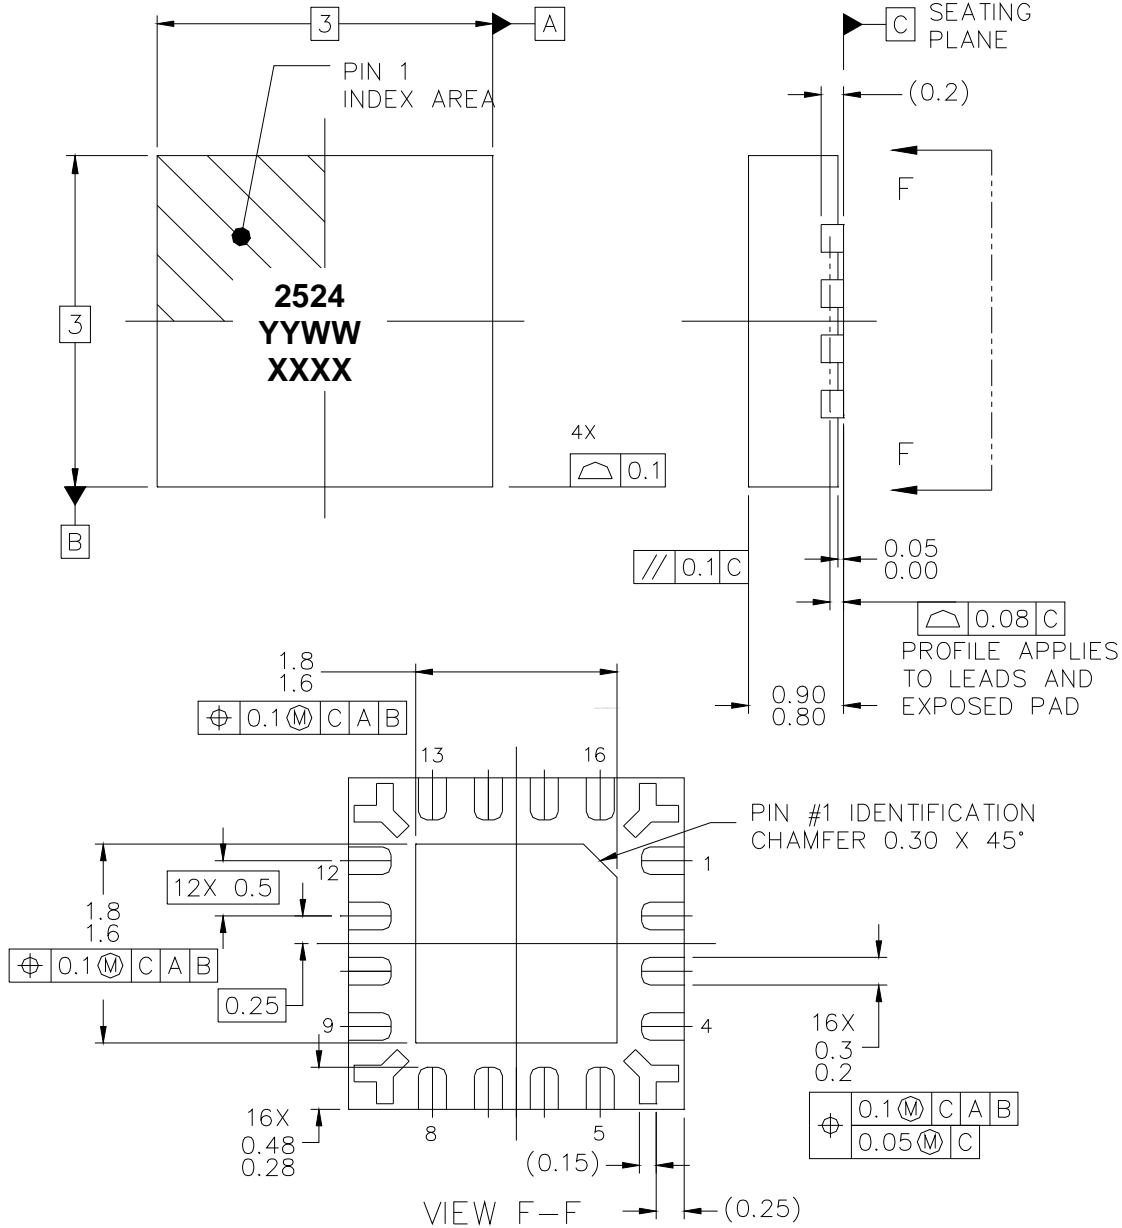 3
A
C
SEATING
PLANE
PIN 1
INDEX AREA
(0.2)
F
3
2524
YYWW
XXXX
4X
0.1
F
B
// 0.1 C
0.05
0.00
0.08 C
PROFILE APPLIES
TO LEADS AND
EXPOSED PAD
0.90
0.80
1.8
1.6
⌖ 0.1 Ⓜ C A B
13
16
PIN #1 IDENTIFICATION
CHAMFER 0.30 X 45°
12
1
12X 0.5
1.8
1.6
⌖ 0.1 Ⓜ C A B
0.25
9
4
16X
0.3
0.2
⌖ 0.1 Ⓜ C A B
0.05 Ⓜ C
16X
0.48
0.28
8
5
(0.15)
(0.25)
VIEW F-F